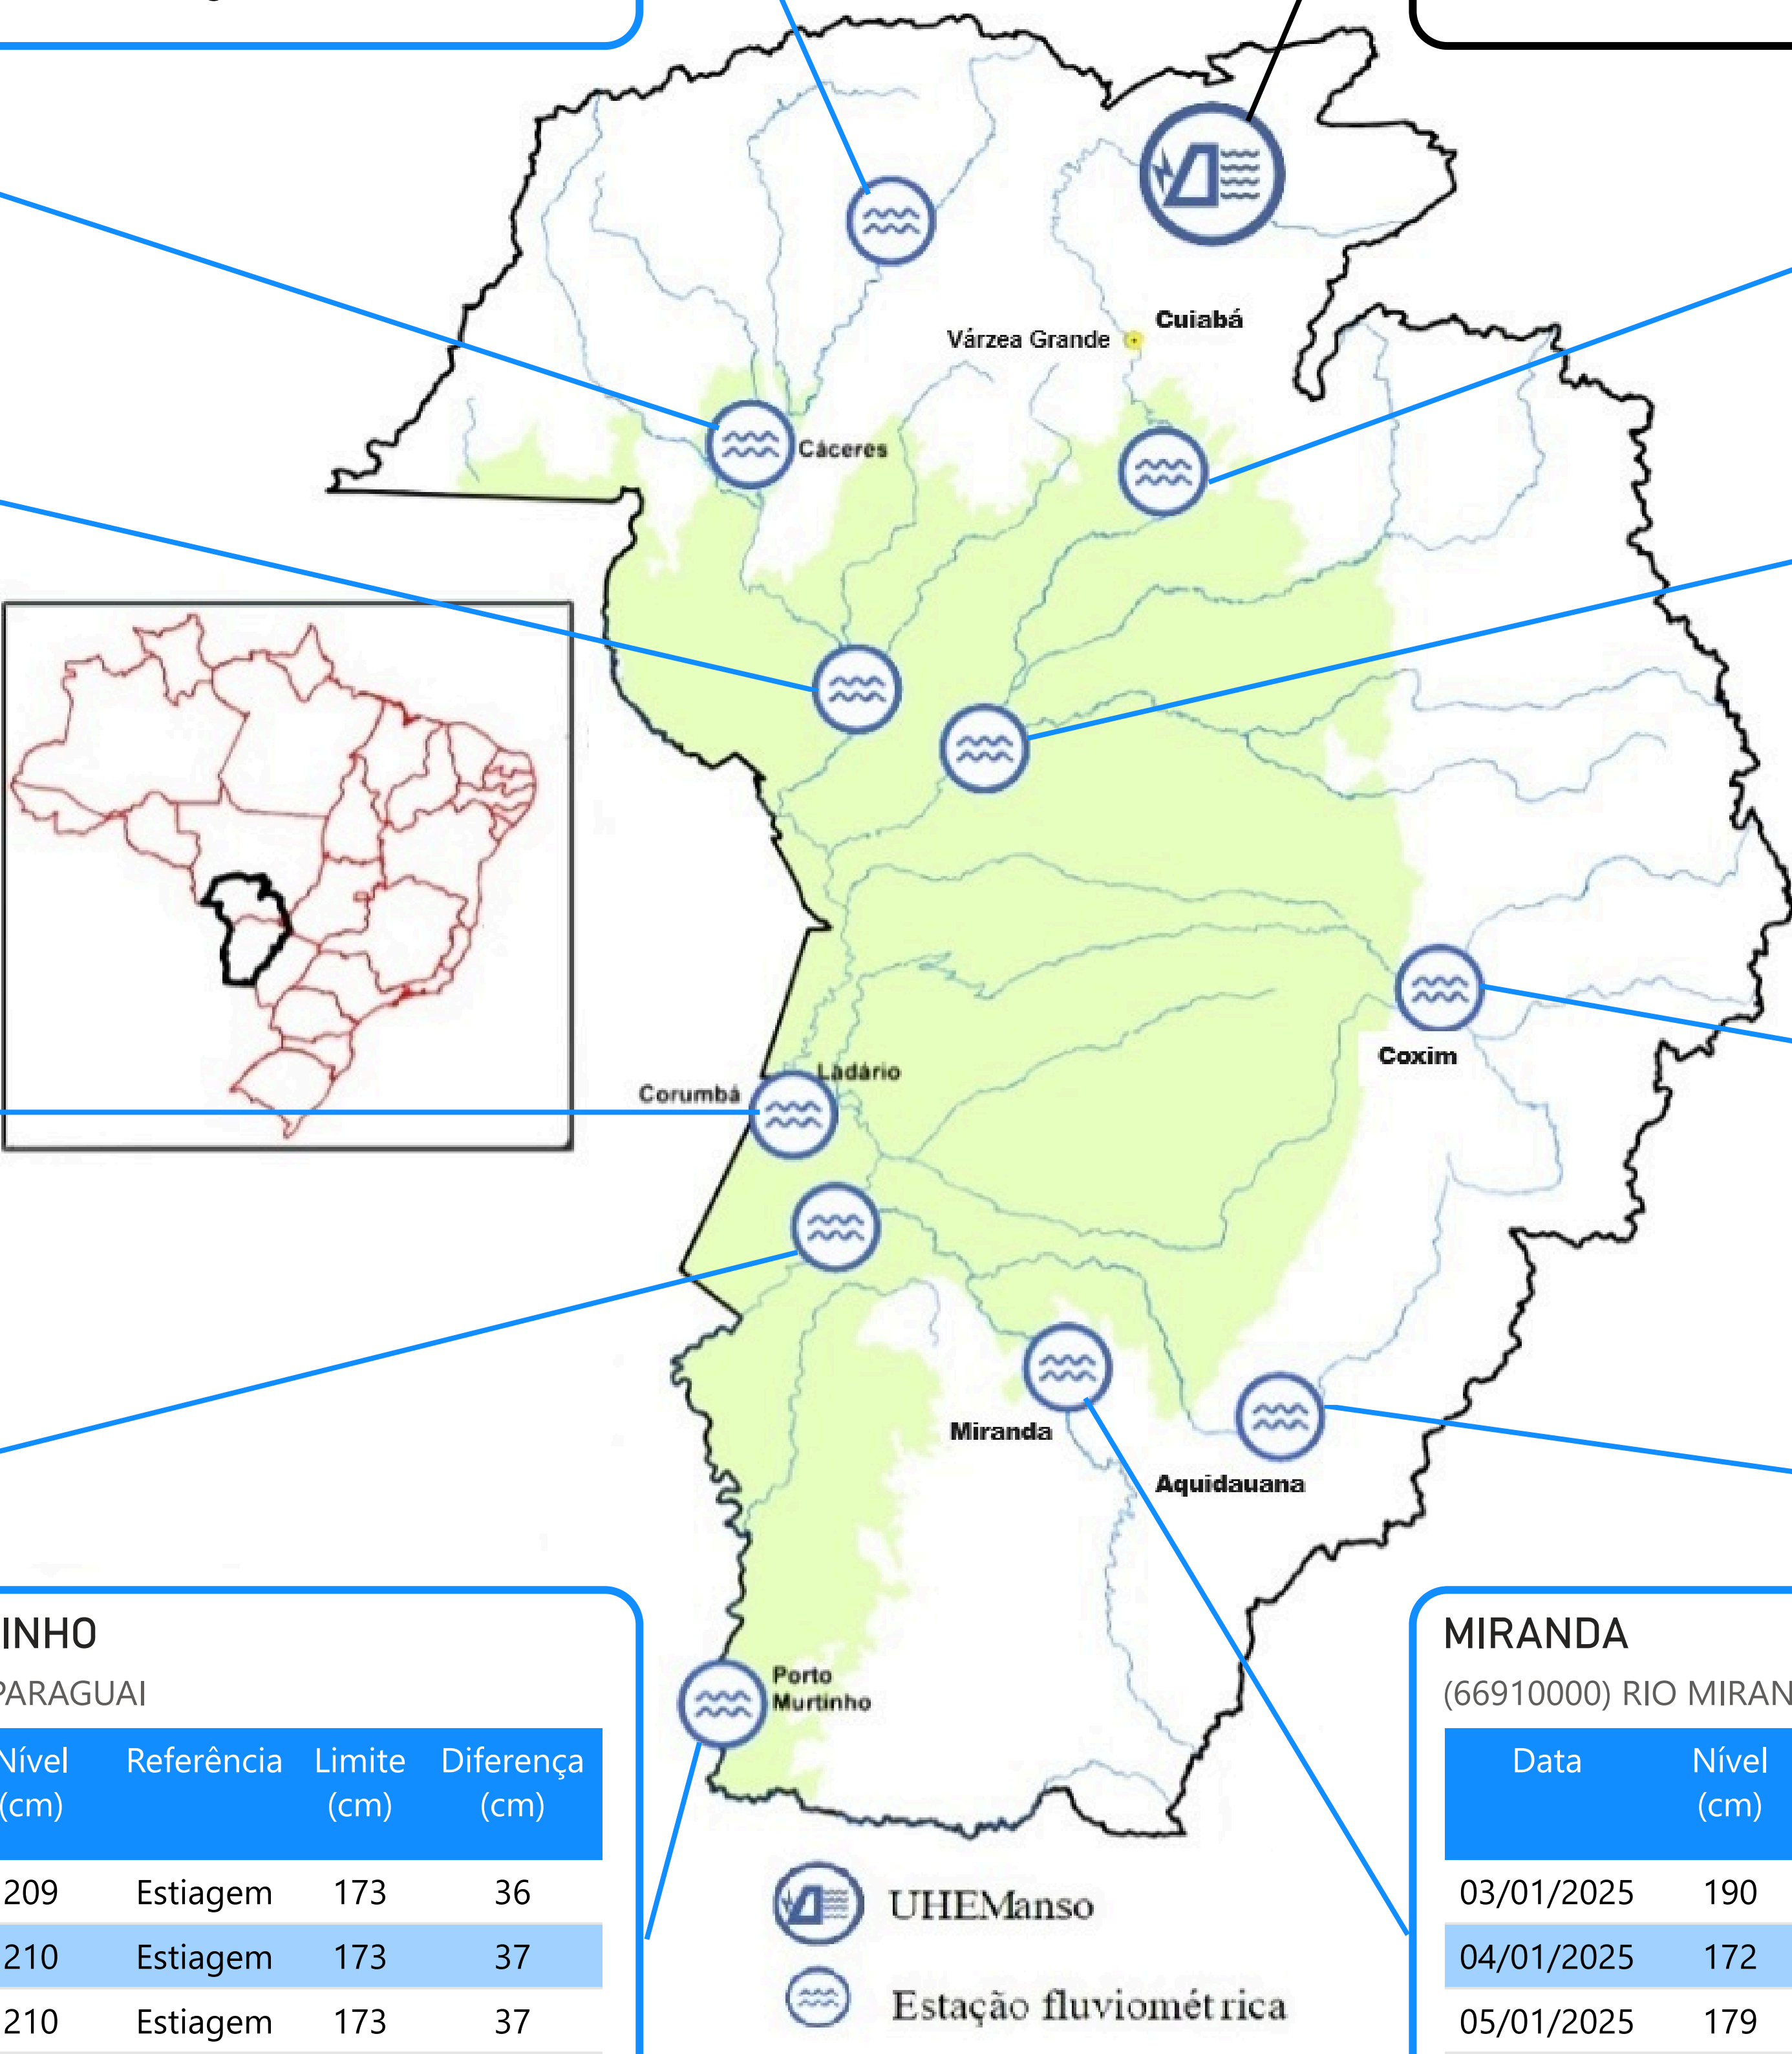 Cuiabá
Várzea Grande
Cáceres
Coxim
Ladário
Corumbá
Miranda
Aquidauana
Porto
Murtinho
INHO
PARAGUAI
Nível Referência Limite Diferença
(cm) (cm) (cm)
209 Estiagem 173 36
210 Estiagem 173 37
210 Estiagem 173 37
UHEManso
Estação fluviométrica
MIRANDA
(66910000) RIO MIRAN
Data Nível
(cm)
03/01/2025 190
04/01/2025 172
05/01/2025 179